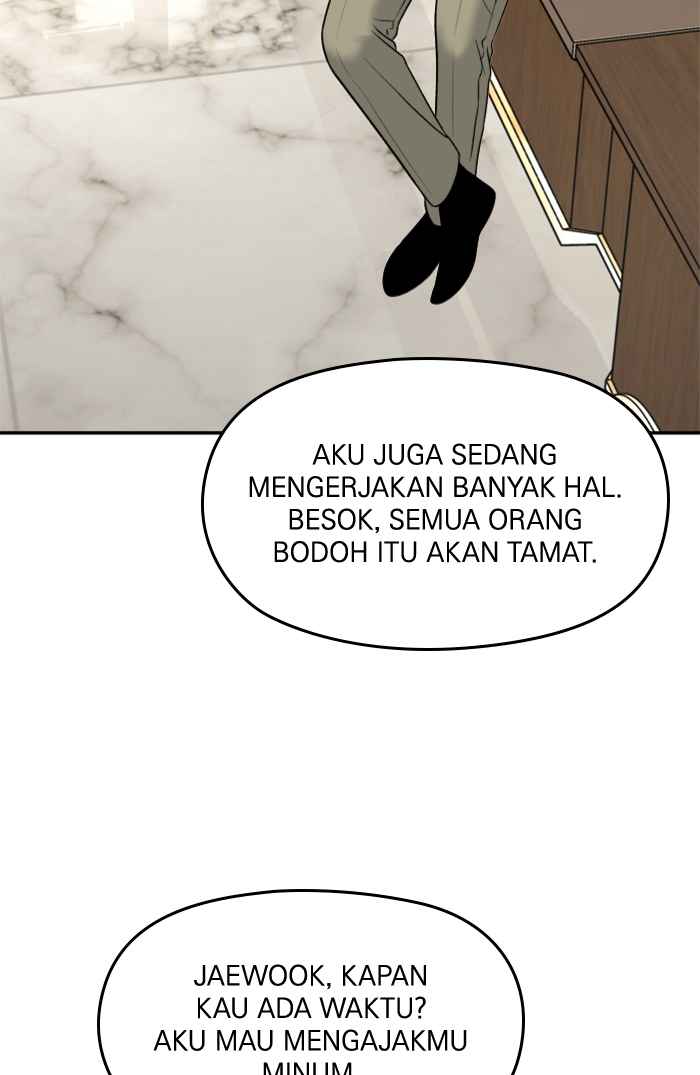 AKU JUGA SEDANG
MENGERJAKAN BANYAK HAL.
BESOK, SEMUA ORANG
BODOH ITU AKAN TAMAT.
JAEWOOK, KAPAN
KAU ADA WAKTU?
AKU MAU MENGAJAKMU
MINUM